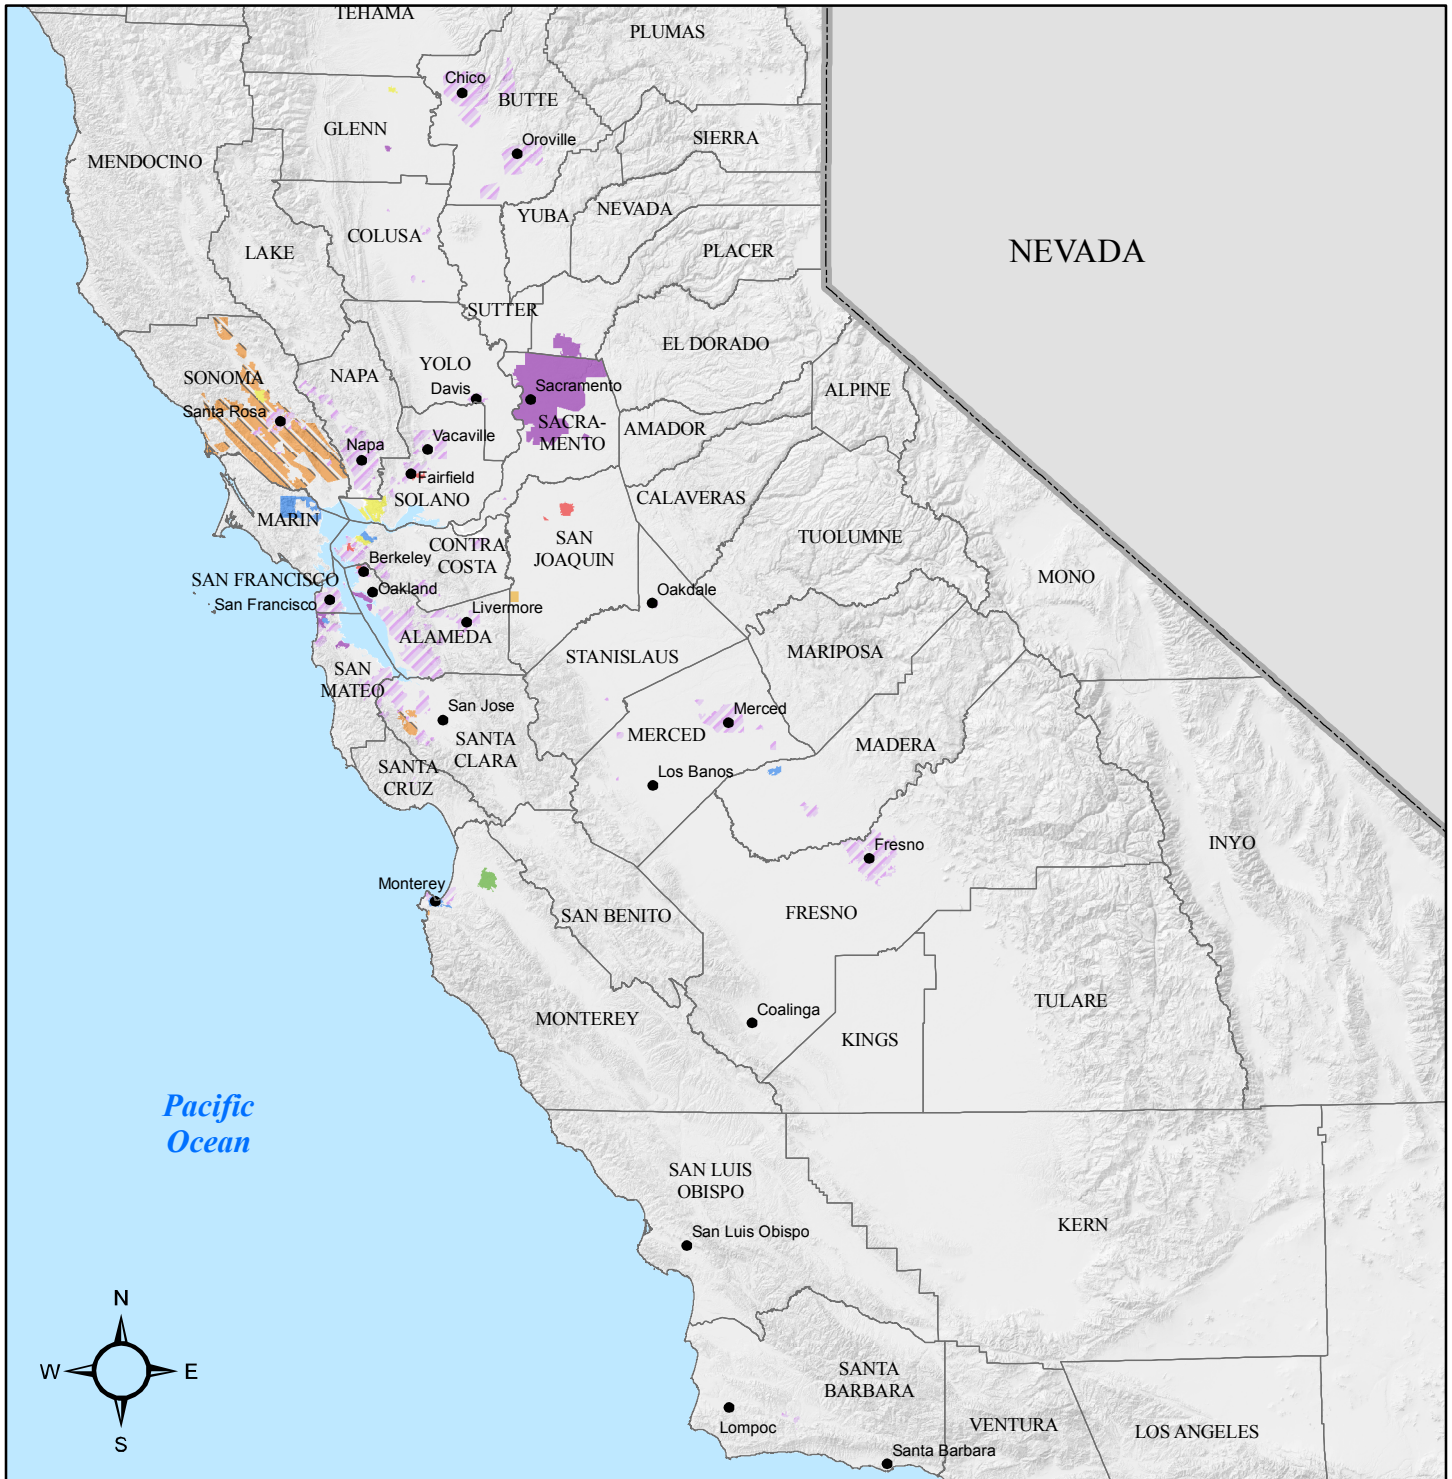 TEHAMA
PLUMAS
Chico
BUTTE
GLENN
SIERRA
Oroville
MENDOCINO
YUBA
NEVADA
COLUSA
LAKE
PLACER
NEVADA
SUTTER
EL DORADO
YOLO
SONOMA
NAPA
Davis
Sacramento
ALPINE
Santa Rosa
SACRA-
MENTO
AMADOR
Napa
Vacaville
Fairfield
SOLANO
CALAVERAS
MARIN
SAN
JOAQUIN
TUOLUMNE
CONTRA
COSTA
Berkeley
MONO
SAN FRANCISCO
Oakland
Oakdale
San Francisco
Livermore
ALAMEDA
STANISLAUS
MARIPOSA
SAN
MATEO
San Jose
Merced
MERCED
SANTA
CLARA
MADERA
SANTA
CRUZ
Los Banos
INYO
Fresno
Monterey
SAN BENITO
FRESNO
TULARE
Coalinga
MONTEREY
KINGS
Pacific
Ocean
SAN LUIS
OBISPO
KERN
San Luis Obispo
N
W
E
S
SANTA
BARBARA
Lompoc
VENTURA
LOS ANGELES
Santa Barbara